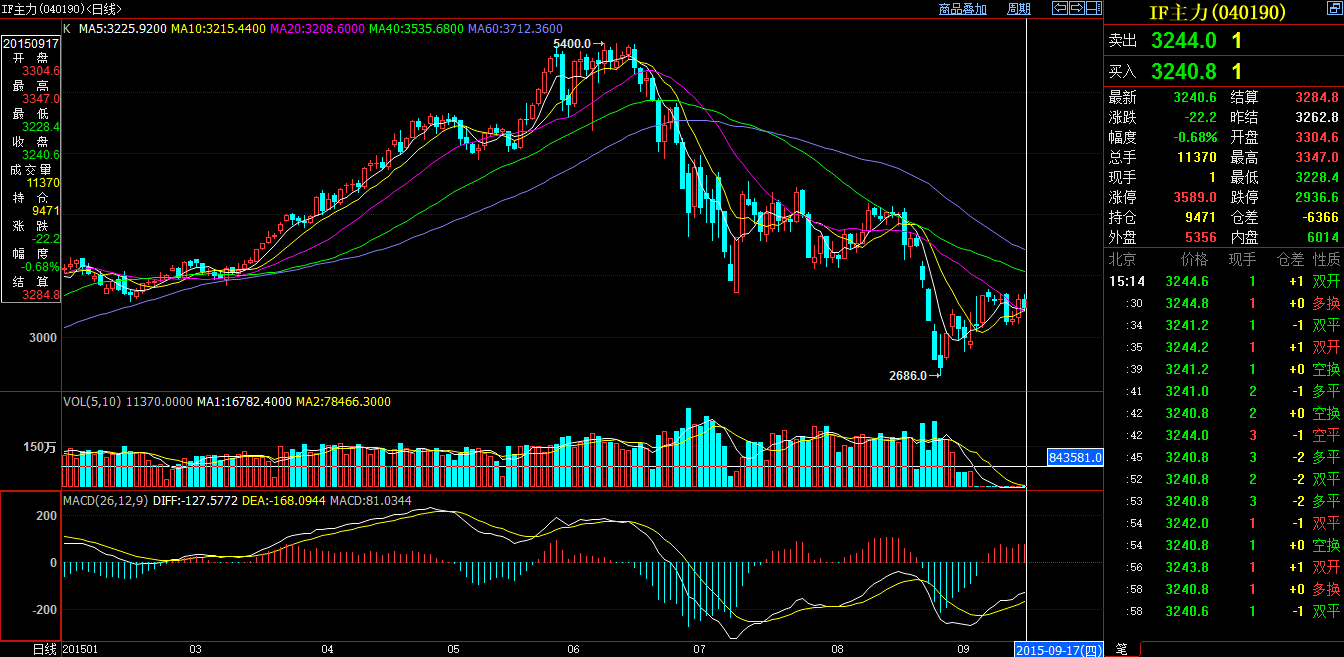 IF主力(040190)<日线>
商品叠加 周期
K MA5:3225.9200 MA10:3215.4400 MA20:3208.6000 MA40:3535.6800 MA60:3712.3600
20150917
开 盘
3304.6
最 高
3347.0
最 低
3228.4
收 盘
3240.6
成交量
11370
持 仓
9471
涨 跌
-22.2
幅 度
-0.68%
结 算
3284.8
5400.0→
3000
2686.0→
VOL(5,10) 11370.0000 MA1:16782.4000 MA2:78466.3000
150万
843581.0
MACD(26,12,9) DIFF:-127.5772 DEA:-168.0944 MACD:81.0344
200
0
-200
日线 201501 03 04 05 06 07 08 09 2015-09-17(四)
IF主力(040190)
卖出 3244.0 1
买入 3240.8 1
最新 3240.6 结算 3284.8
涨跌 -22.2 昨结 3262.8
幅度 -0.68% 开盘 3304.6
总手 11370 最高 3347.0
现手 1 最低 3228.4
涨停 3589.0 跌停 2936.6
持仓 9471 仓差 -6366
外盘 5356 内盘 6014
北京 价格 现手 仓差 性质
15:14 3244.6 1 +1 双开
:30 3244.8 1 +0 多换
:34 3241.2 1 -1 双平
:35 3244.2 1 +1 双开
:39 3241.2 1 +0 空换
:41 3241.0 2 -1 多平
:42 3240.8 2 +0 空换
:42 3244.0 3 -1 空平
:45 3240.8 3 -2 多平
:52 3240.8 2 -2 双平
:53 3240.8 3 -2 多平
:54 3242.0 1 -1 双平
:54 3240.8 1 +0 空换
:56 3243.8 1 +1 双开
:58 3240.8 1 +0 多换
:58 3240.6 1 -1 双平
笔